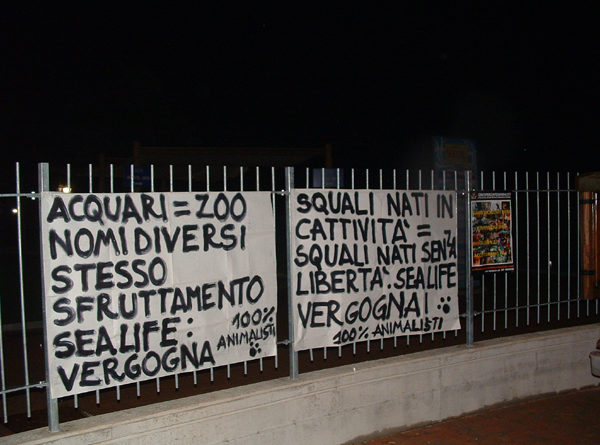 ACQUARI = ZOO
NOMI DIVERSI
STESSO
SFRUTTAMENTO
SEALIFE:
VERGOGNA
100%
ANIMALISTI
SQUALI NATI IN
CATTIVITÀ =
SQUALI NATI SENZA
LIBERTÀ. SEALIFE
VERGOGNA!
100% ANIMALISTI